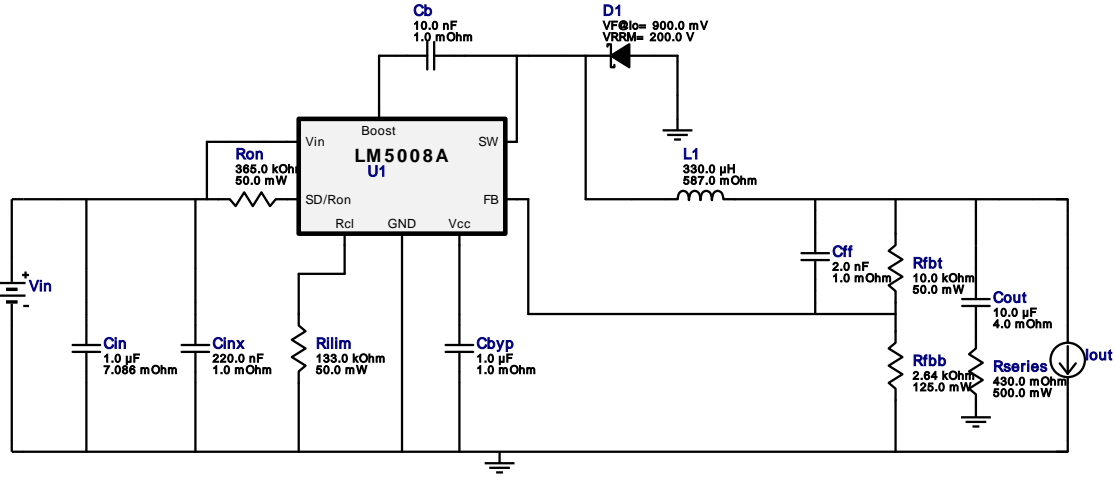 Cb
10.0 nF
1.0 mOhm
D1
VF@Io= 900.0 mV
VRRM= 200.0 V
Boost
Vin
SW
LM5008A
U1
SD/Ron
FB
Rcl
GND
Vcc
Ron
365.0 kOhm
50.0 mW
L1
330.0 µH
587.0 mOhm
+
Vin
-
Cff
2.0 nF
1.0 mOhm
Rfbt
10.0 kOhm
50.0 mW
Cout
10.0 µF
4.0 mOhm
Cin
1.0 µF
7.086 mOhm
Cinx
220.0 nF
1.0 mOhm
Rilim
133.0 kOhm
50.0 mW
Cbyp
1.0 µF
1.0 mOhm
Rfbb
2.64 kOhm
125.0 mW
Rseries
430.0 mOhm
500.0 mW
Iout